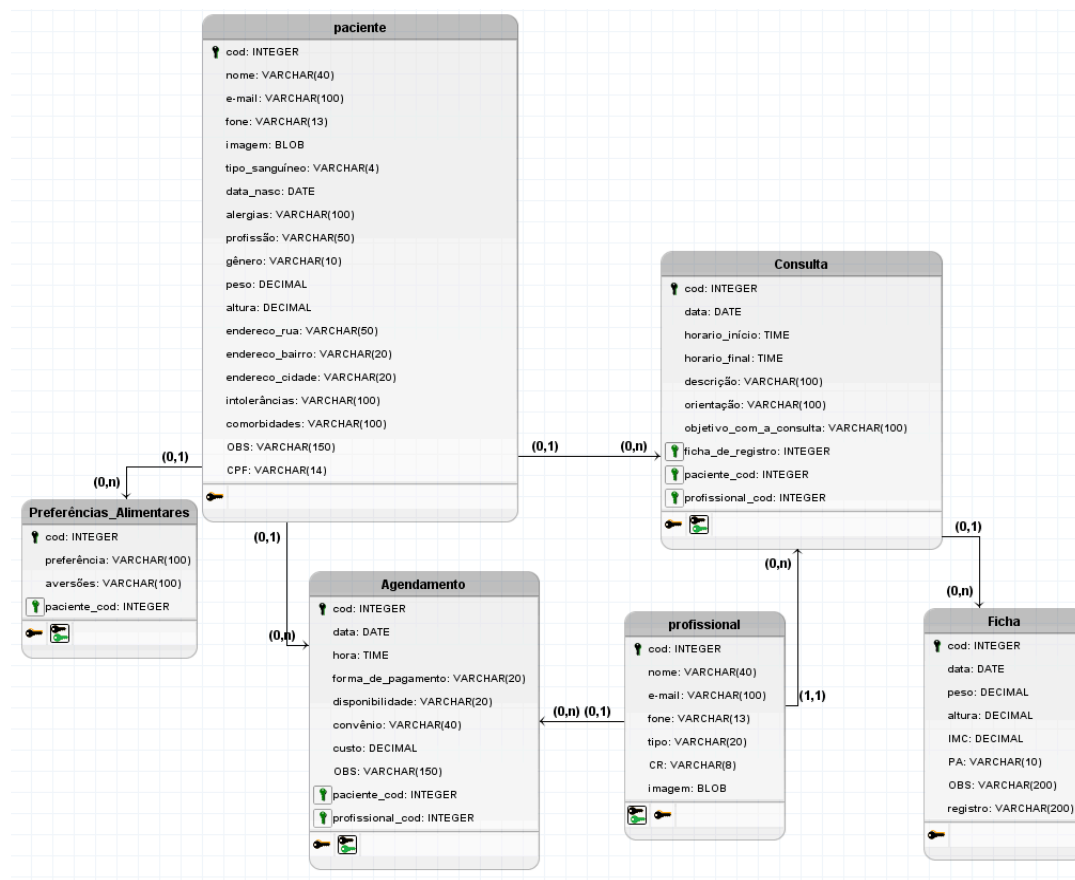 paciente
cod: INTEGER
nome: VARCHAR(40)
e-mail: VARCHAR(100)
fone: VARCHAR(13)
imagem: BLOB
tipo_sanguíneo: VARCHAR(4)
data_nasc: DATE
alergias: VARCHAR(100)
profissão: VARCHAR(50)
gênero: VARCHAR(10)
peso: DECIMAL
altura: DECIMAL
endereco_rua: VARCHAR(50)
endereco_bairro: VARCHAR(20)
endereco_cidade: VARCHAR(20)
intolerâncias: VARCHAR(100)
comorbidades: VARCHAR(100)
OBS: VARCHAR(150)
CPF: VARCHAR(14)
(0,1)
(0,n)
(0,1)
(0,n)
(0,1)
(0,n)
Preferências_Alimentares
cod: INTEGER
preferência: VARCHAR(100)
aversões: VARCHAR(100)
paciente_cod: INTEGER
Consulta
cod: INTEGER
data: DATE
horario_início: TIME
horario_final: TIME
descrição: VARCHAR(100)
orientação: VARCHAR(100)
objetivo_com_a_consulta: VARCHAR(100)
ficha_de_registro: INTEGER
paciente_cod: INTEGER
profissional_cod: INTEGER
(0,n)
(0,1)
(0,n)
Agendamento
cod: INTEGER
data: DATE
hora: TIME
forma_de_pagamento: VARCHAR(20)
disponibilidade: VARCHAR(20)
convênio: VARCHAR(40)
custo: DECIMAL
OBS: VARCHAR(150)
paciente_cod: INTEGER
profissional_cod: INTEGER
(0,n) (0,1)
profissional
cod: INTEGER
nome: VARCHAR(40)
e-mail: VARCHAR(100)
fone: VARCHAR(13)
tipo: VARCHAR(20)
CR: VARCHAR(8)
imagem: BLOB
(1,1)
Ficha
cod: INTEGER
data: DATE
peso: DECIMAL
altura: DECIMAL
IMC: DECIMAL
PA: VARCHAR(10)
OBS: VARCHAR(200)
registro: VARCHAR(200)